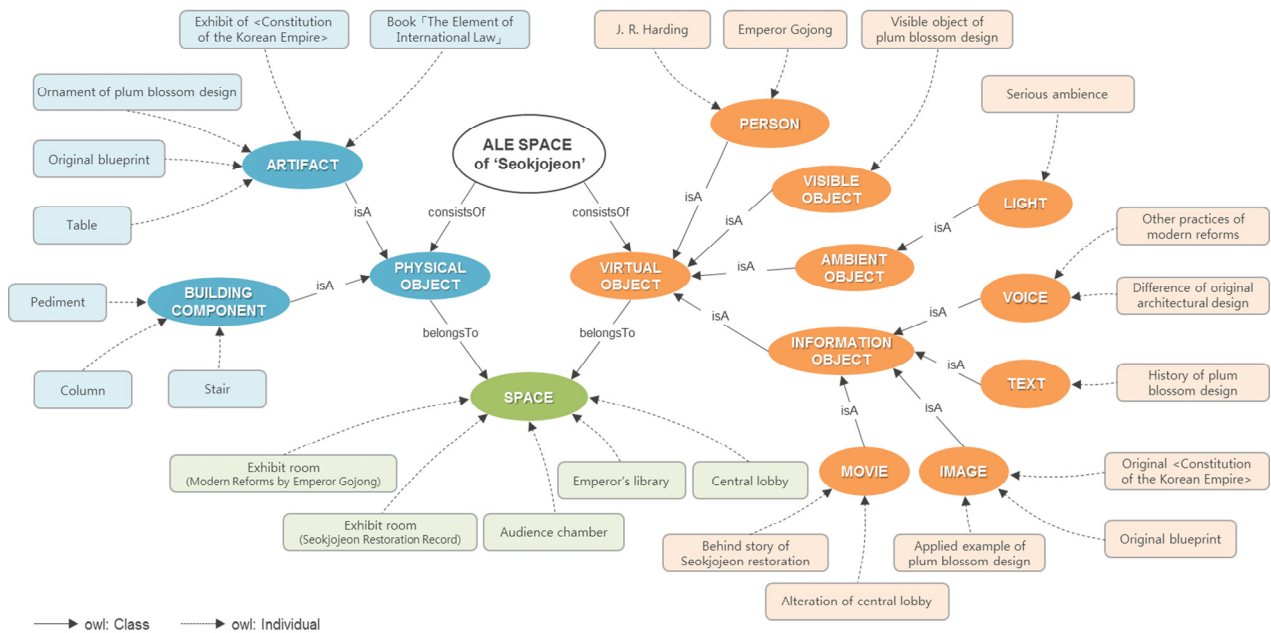 Exhibit of <Constitution
of the Korean Empire>
Book「The Element of
International Law」
J. R. Harding
Emperor Gojong
Visible object of
plum blossom design
Ornament of plum blossom design
Serious ambience
PERSON
ALE SPACE
of ‘Seokjojeon’
Original blueprint
ARTIFACT
VISIBLE
OBJECT
LIGHT
isA
isA
consistsOf
consistsOf
Table
isA
isA
Other practices of
modern reforms
PHYSICAL
OBJECT
VIRTUAL
OBJECT
isA
AMBIENT
OBJECT
Pediment
BUILDING
COMPONENT
isA
VOICE
Difference of original
architectural design
isA
isA
belongsTo
belongsTo
INFORMATION
OBJECT
isA
TEXT
History of plum
blossom design
Column
Stair
SPACE
isA
isA
Exhibit room
(Modern Reforms by Emperor Gojong)
Emperor’s library
Central lobby
MOVIE
IMAGE
Original <Constitution
of the Korean Empire>
Exhibit room
(Seokjojeon Restoration Record)
Audience chamber
Behind story of
Seokjojeon restoration
Applied example of
plum blossom design
Original blueprint
Alteration of central lobby
owl: Class
owl: Individual